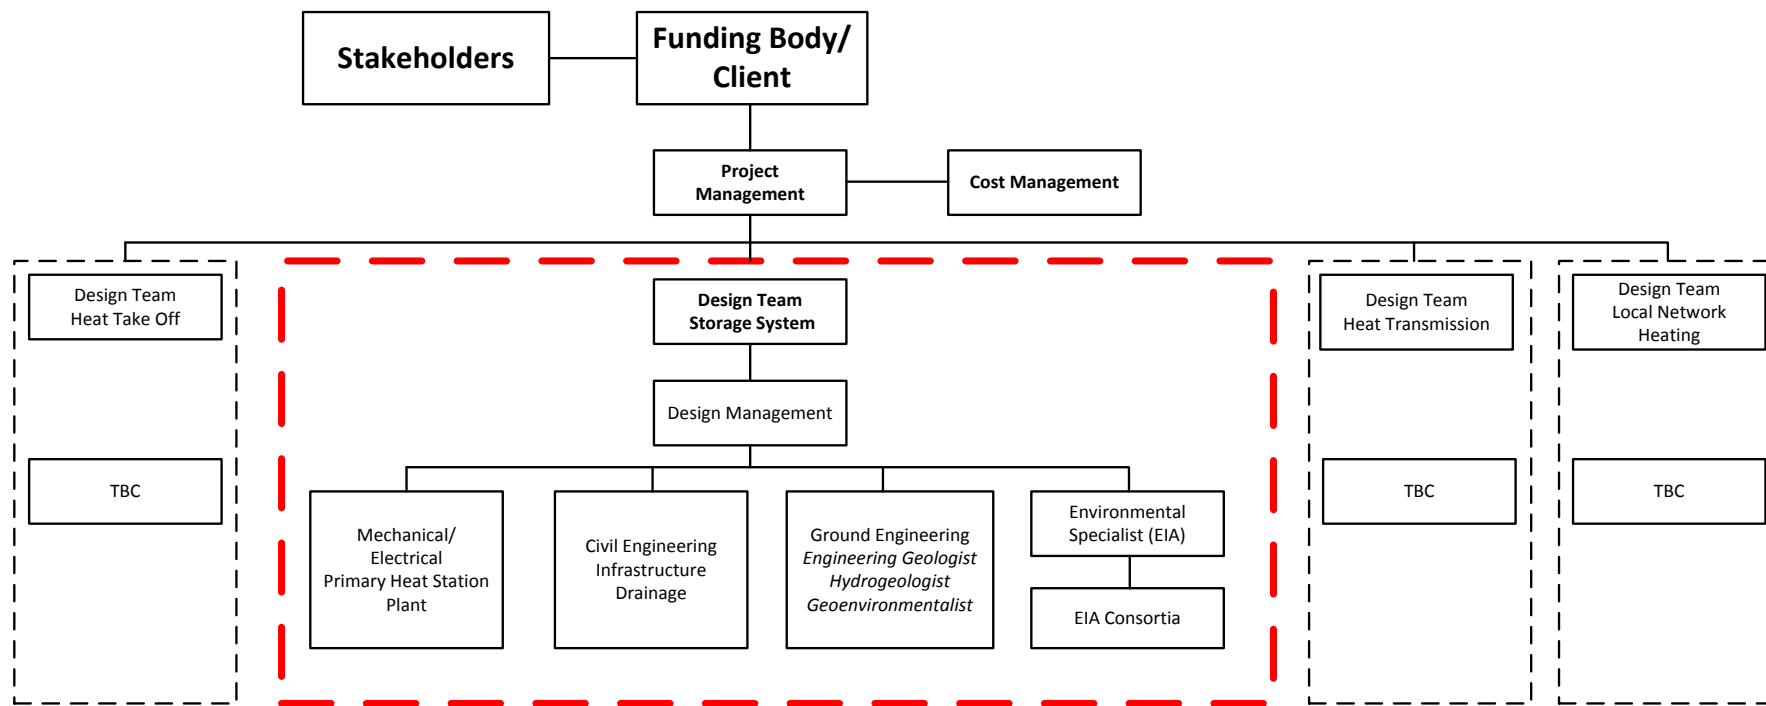 Stakeholders
Funding Body/
Client
Project
Management
Cost Management
Design Team
Heat Take Off
TBC
Design Team
Storage System
Design Management
Mechanical/
Electrical
Primary Heat Station
Plant
Civil Engineering
Infrastructure
Drainage
Ground Engineering
Engineering Geologist
Hydrogeologist
Geoenvironmentalist
Environmental
Specialist (EIA)
EIA Consortia
Design Team
Heat Transmission
TBC
Design Team
Local Network
Heating
TBC